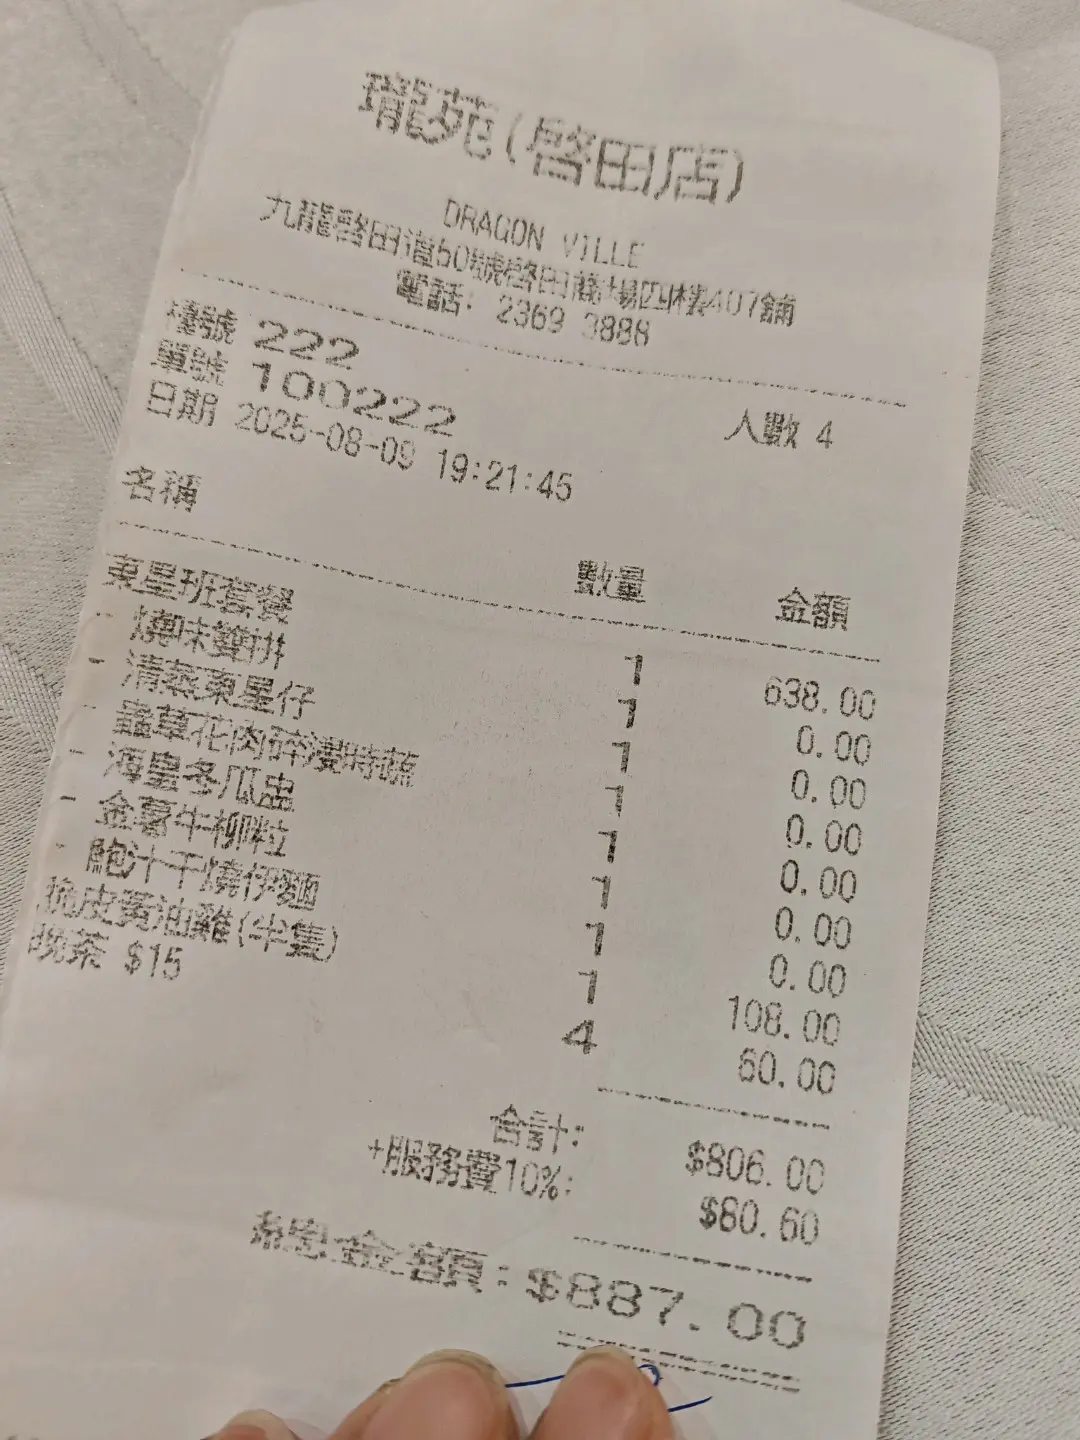 瓏苑(啓田店)
DRAGON VILLE
九龍啓田道50號啓田商場四樓407舖
電話: 2369 3888
檯號 222
單號 100222 人數 4
日期 2025-08-09 19:21:45
名稱 數量 金額
東星班套餐 1 638.00
- 燒味雙拼 1 0.00
- 清蒸東星仔 1 0.00
- 蟲草花肉碎浸時蔬 1 0.00
- 海皇冬瓜盅 1 0.00
- 金薯牛柳粒 1 0.00
- 鮑汁干燒伊麵 1 0.00
脆皮黃油雞(半隻) 1 108.00
晚茶 $15 4 60.00
合計: $806.00
+服務費10%: $80.60
總金額: $887.00